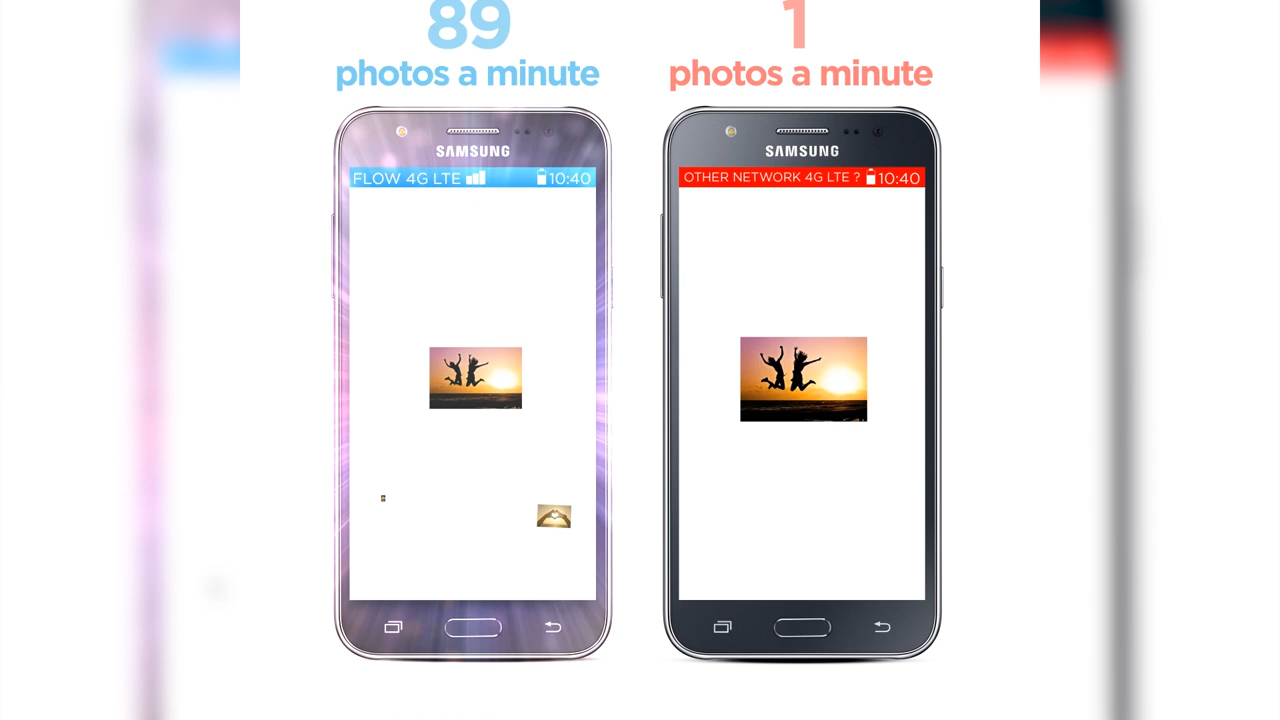 89
photos a minute
SAMSUNG
FLOW 4G LTE 10:40
1
photos a minute
SAMSUNG
OTHER NETWORK 4G LTE ? 10:40